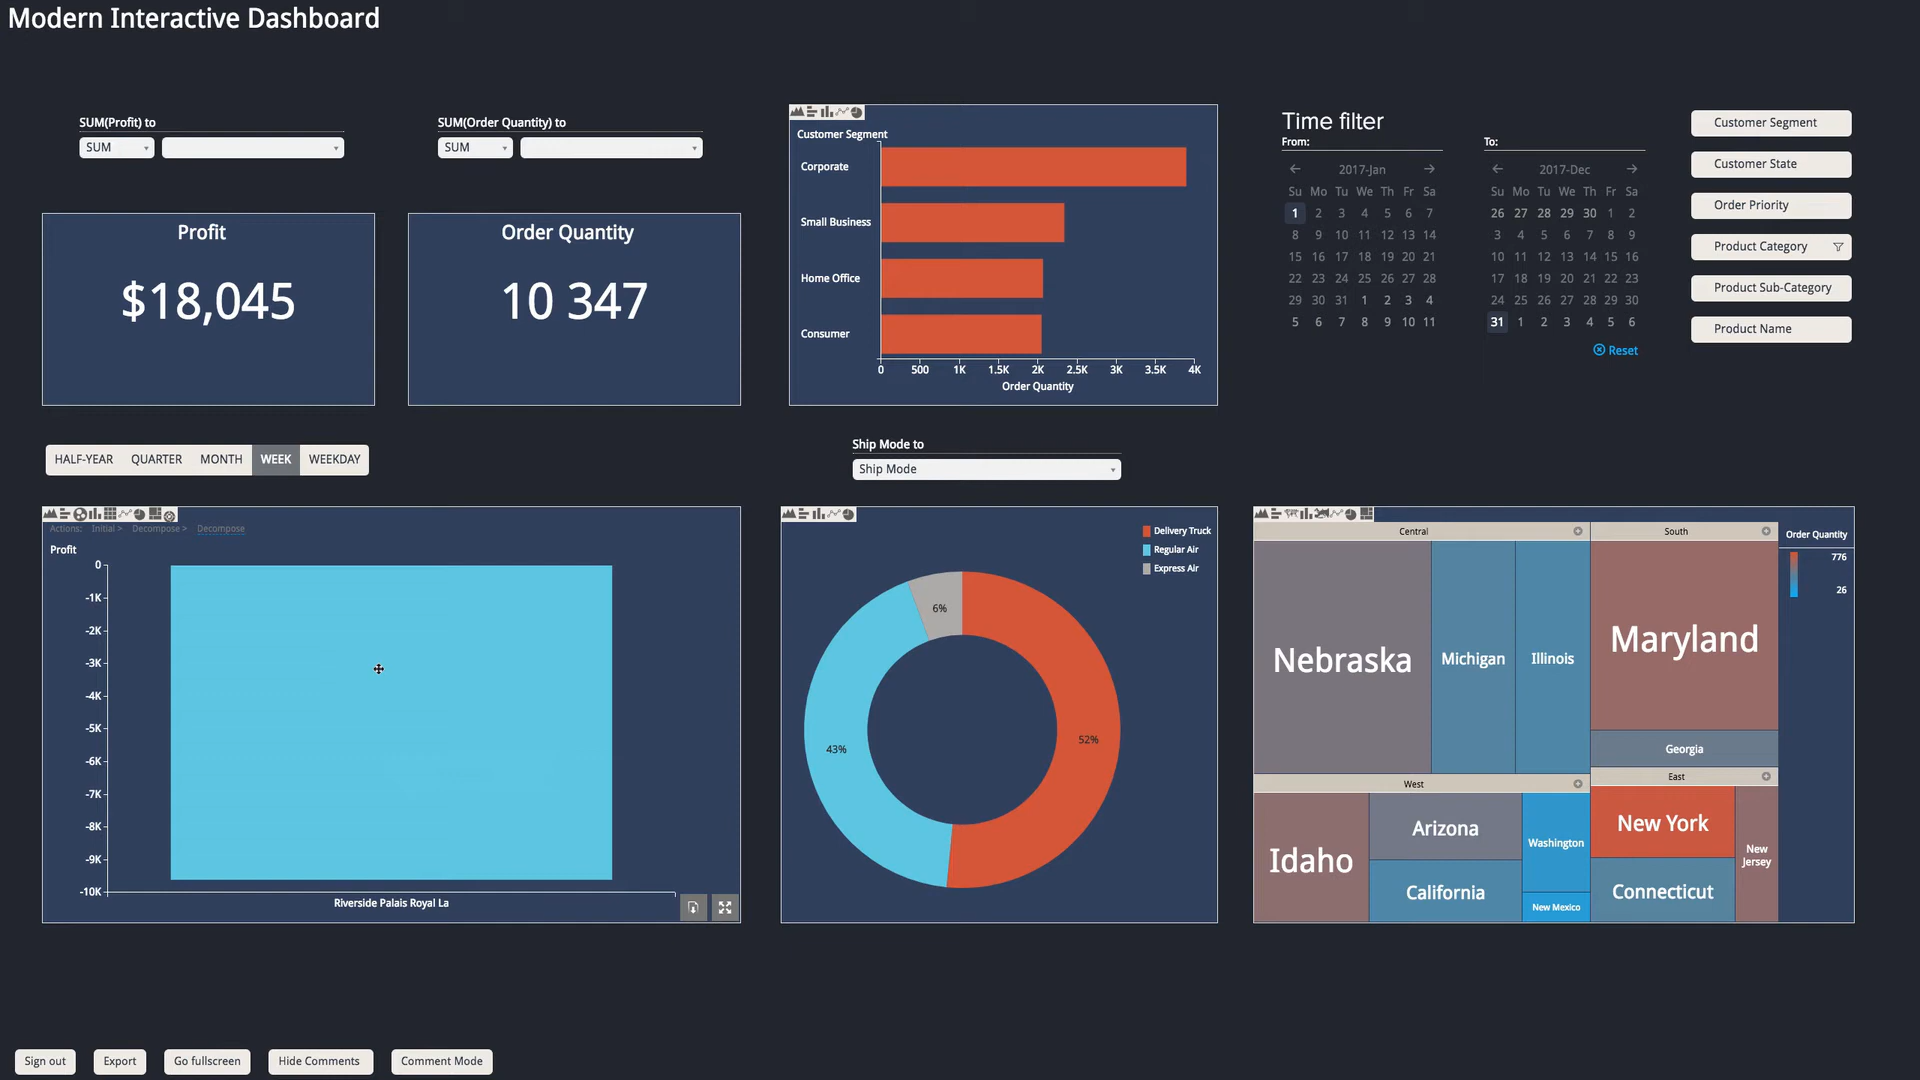 Modern Interactive Dashboard
SUM(Profit) to
SUM
SUM(Order Quantity) to
SUM
Profit
$18,045
Order Quantity
10 347
Customer Segment
Corporate
Small Business
Home Office
Consumer
0 500 1K 1.5K 2K 2.5K 3K 3.5K 4K
Order Quantity
Time filter
From:
2017-Jan
Su Mo Tu We Th Fr Sa
1 2 3 4 5 6 7
8 9 10 11 12 13 14
15 16 17 18 19 20 21
22 23 24 25 26 27 28
29 30 31 1 2 3 4
5 6 7 8 9 10 11
To:
2017-Dec
Su Mo Tu We Th Fr Sa
26 27 28 29 30 1 2
3 4 5 6 7 8 9
10 11 12 13 14 15 16
17 18 19 20 21 22 23
24 25 26 27 28 29 30
31 1 2 3 4 5 6
Reset
Customer Segment
Customer State
Order Priority
Product Category
Product Sub-Category
Product Name
HALF-YEAR QUARTER MONTH WEEK WEEKDAY
Ship Mode to
Ship Mode
Actions: Initial > Decompose > Decompose
Profit
0
-1K
-2K
-3K
-4K
-5K
-6K
-7K
-8K
-9K
-10K
Riverside Palais Royal La
Delivery Truck
Regular Air
Express Air
6%
43%
52%
Central
Nebraska
Michigan
Illinois
South
Maryland
Georgia
West
Idaho
Arizona
California
Washington
New Mexico
East
New York
Connecticut
New
Jersey
Order Quantity
776
26
Sign out
Export
Go fullscreen
Hide Comments
Comment Mode